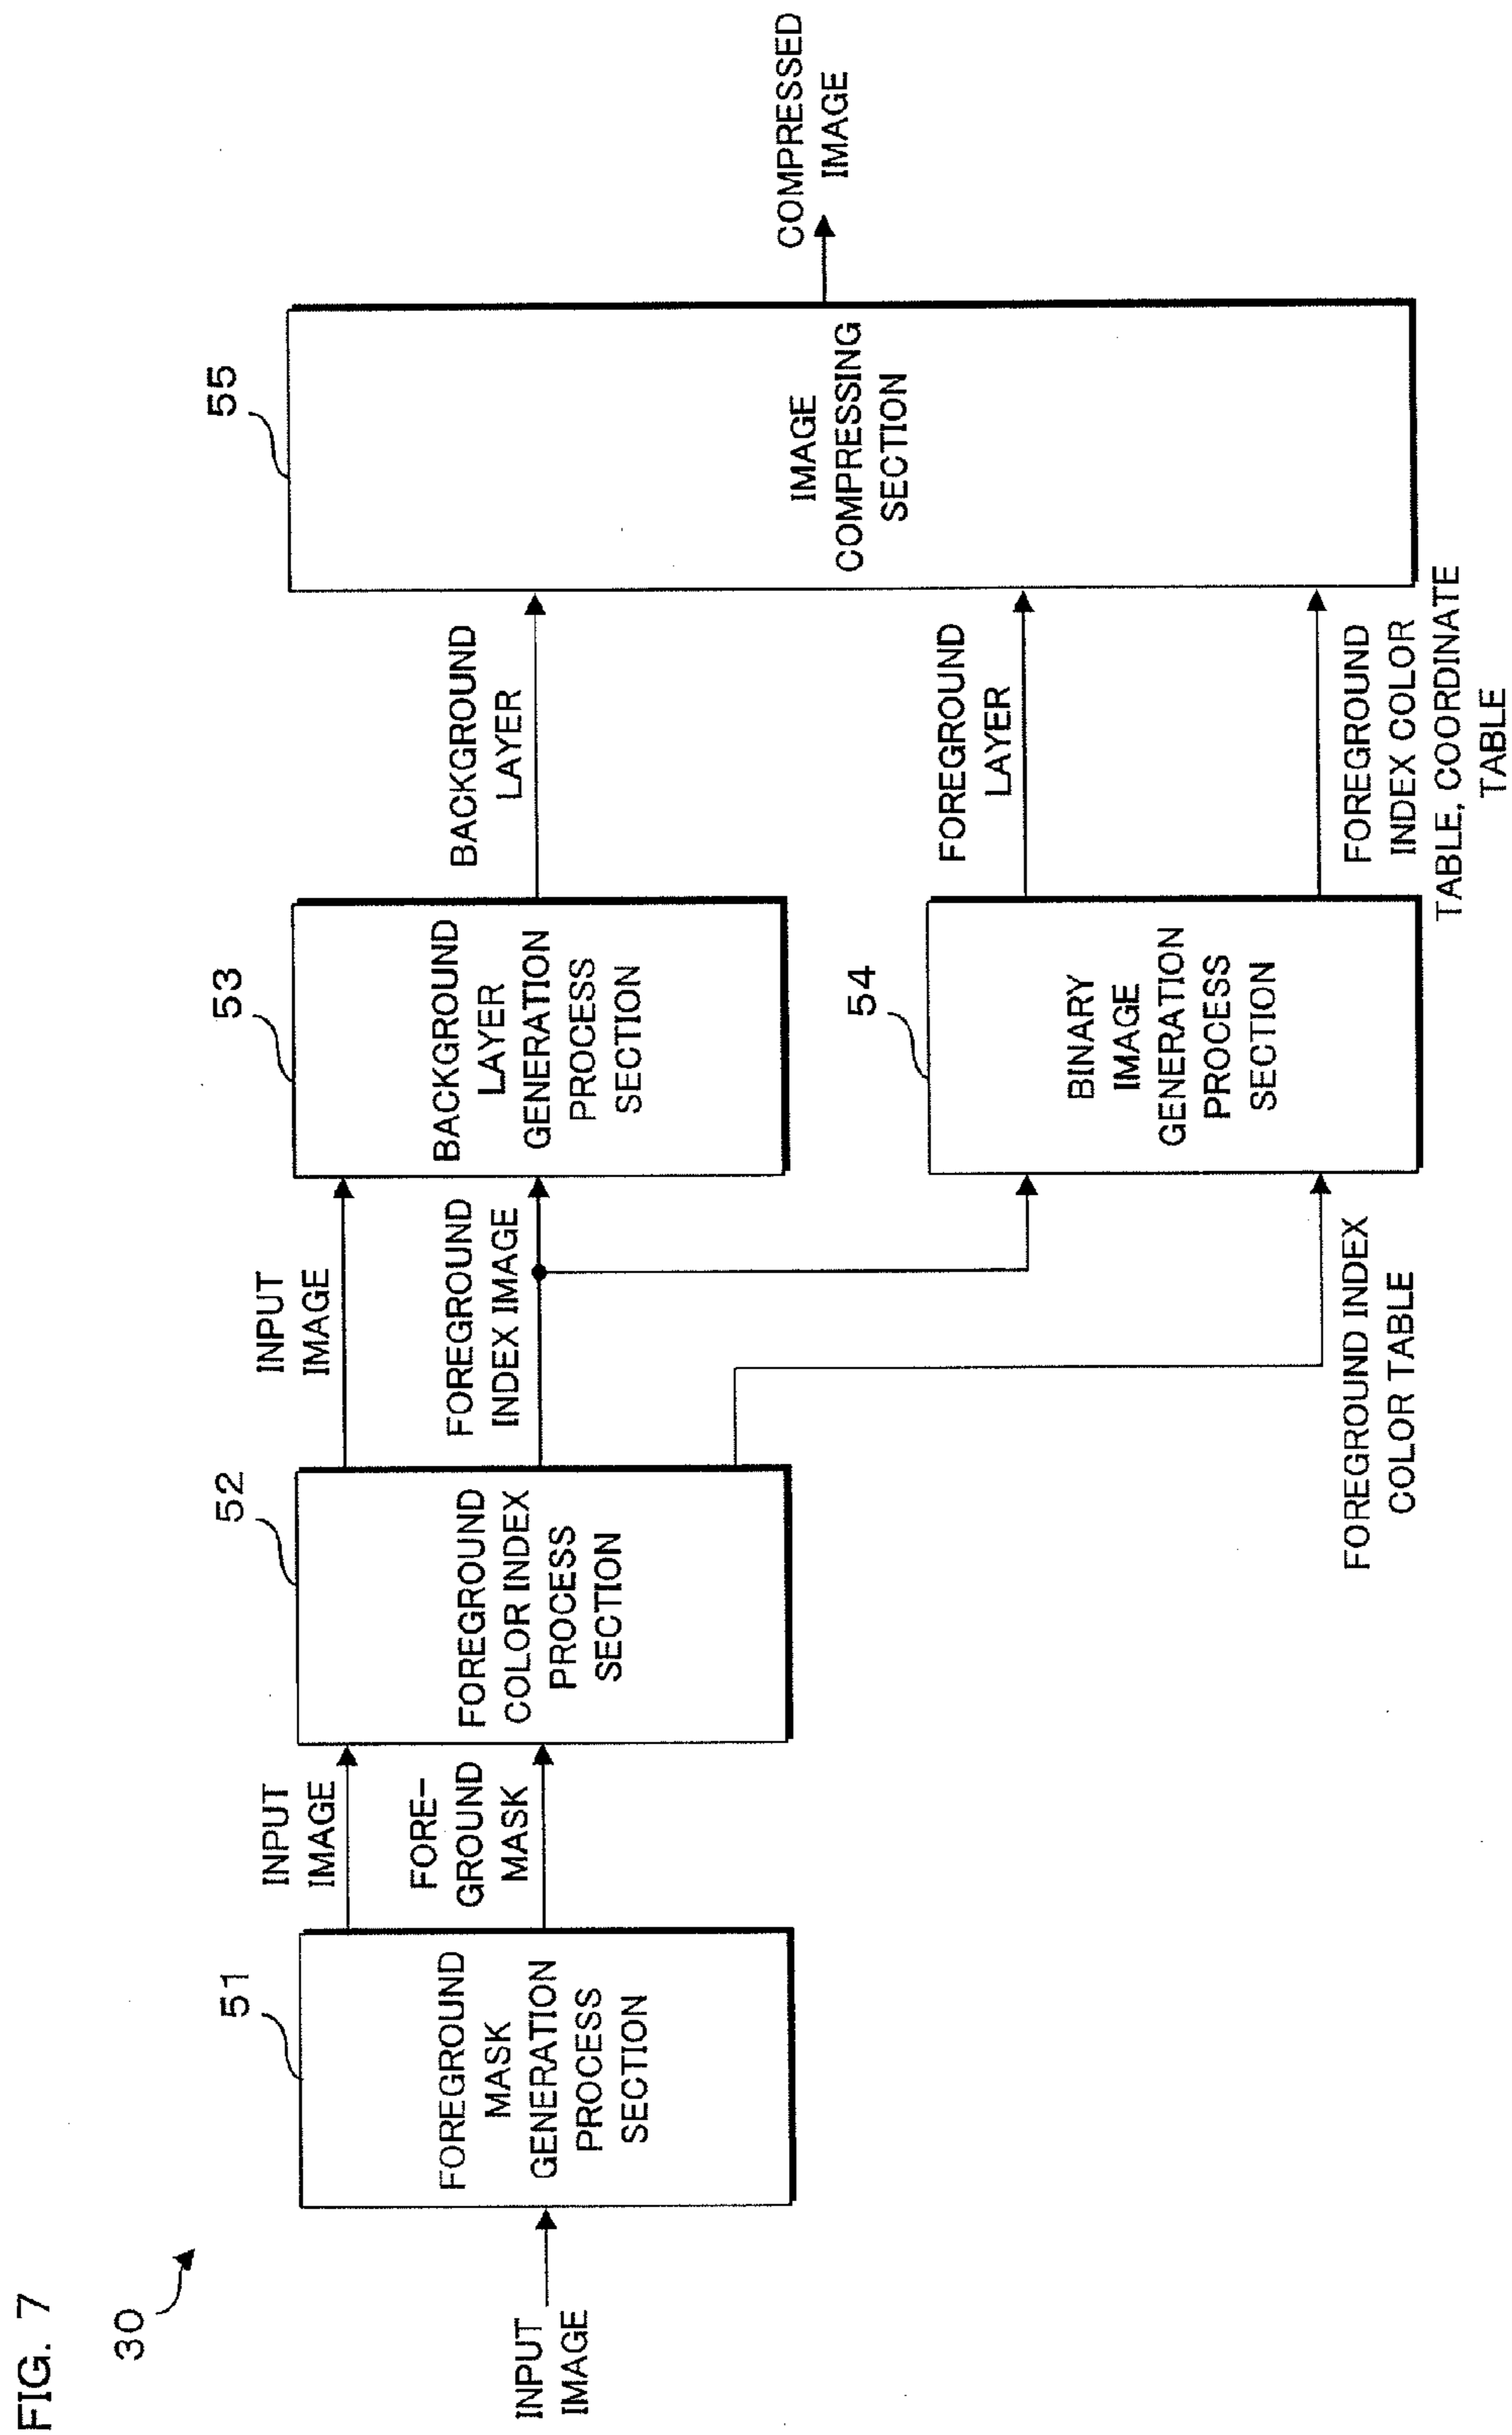 FIG. 7
30
INPUT
IMAGE
51
FOREGROUND
MASK
GENERATION
PROCESS
SECTION
INPUT
IMAGE
FORE-
GROUND
MASK
52
FOREGROUND
COLOR INDEX
PROCESS
SECTION
INPUT
IMAGE
FOREGROUND
INDEX IMAGE
FOREGROUND INDEX
COLOR TABLE
53
BACKGROUND
LAYER
GENERATION
PROCESS
SECTION
54
BINARY
IMAGE
GENERATION
PROCESS
SECTION
BACKGROUND
LAYER
FOREGROUND
LAYER
FOREGROUND
INDEX COLOR
TABLE, COORDINATE
TABLE
55
IMAGE
COMPRESSING
SECTION
COMPRESSED
IMAGE